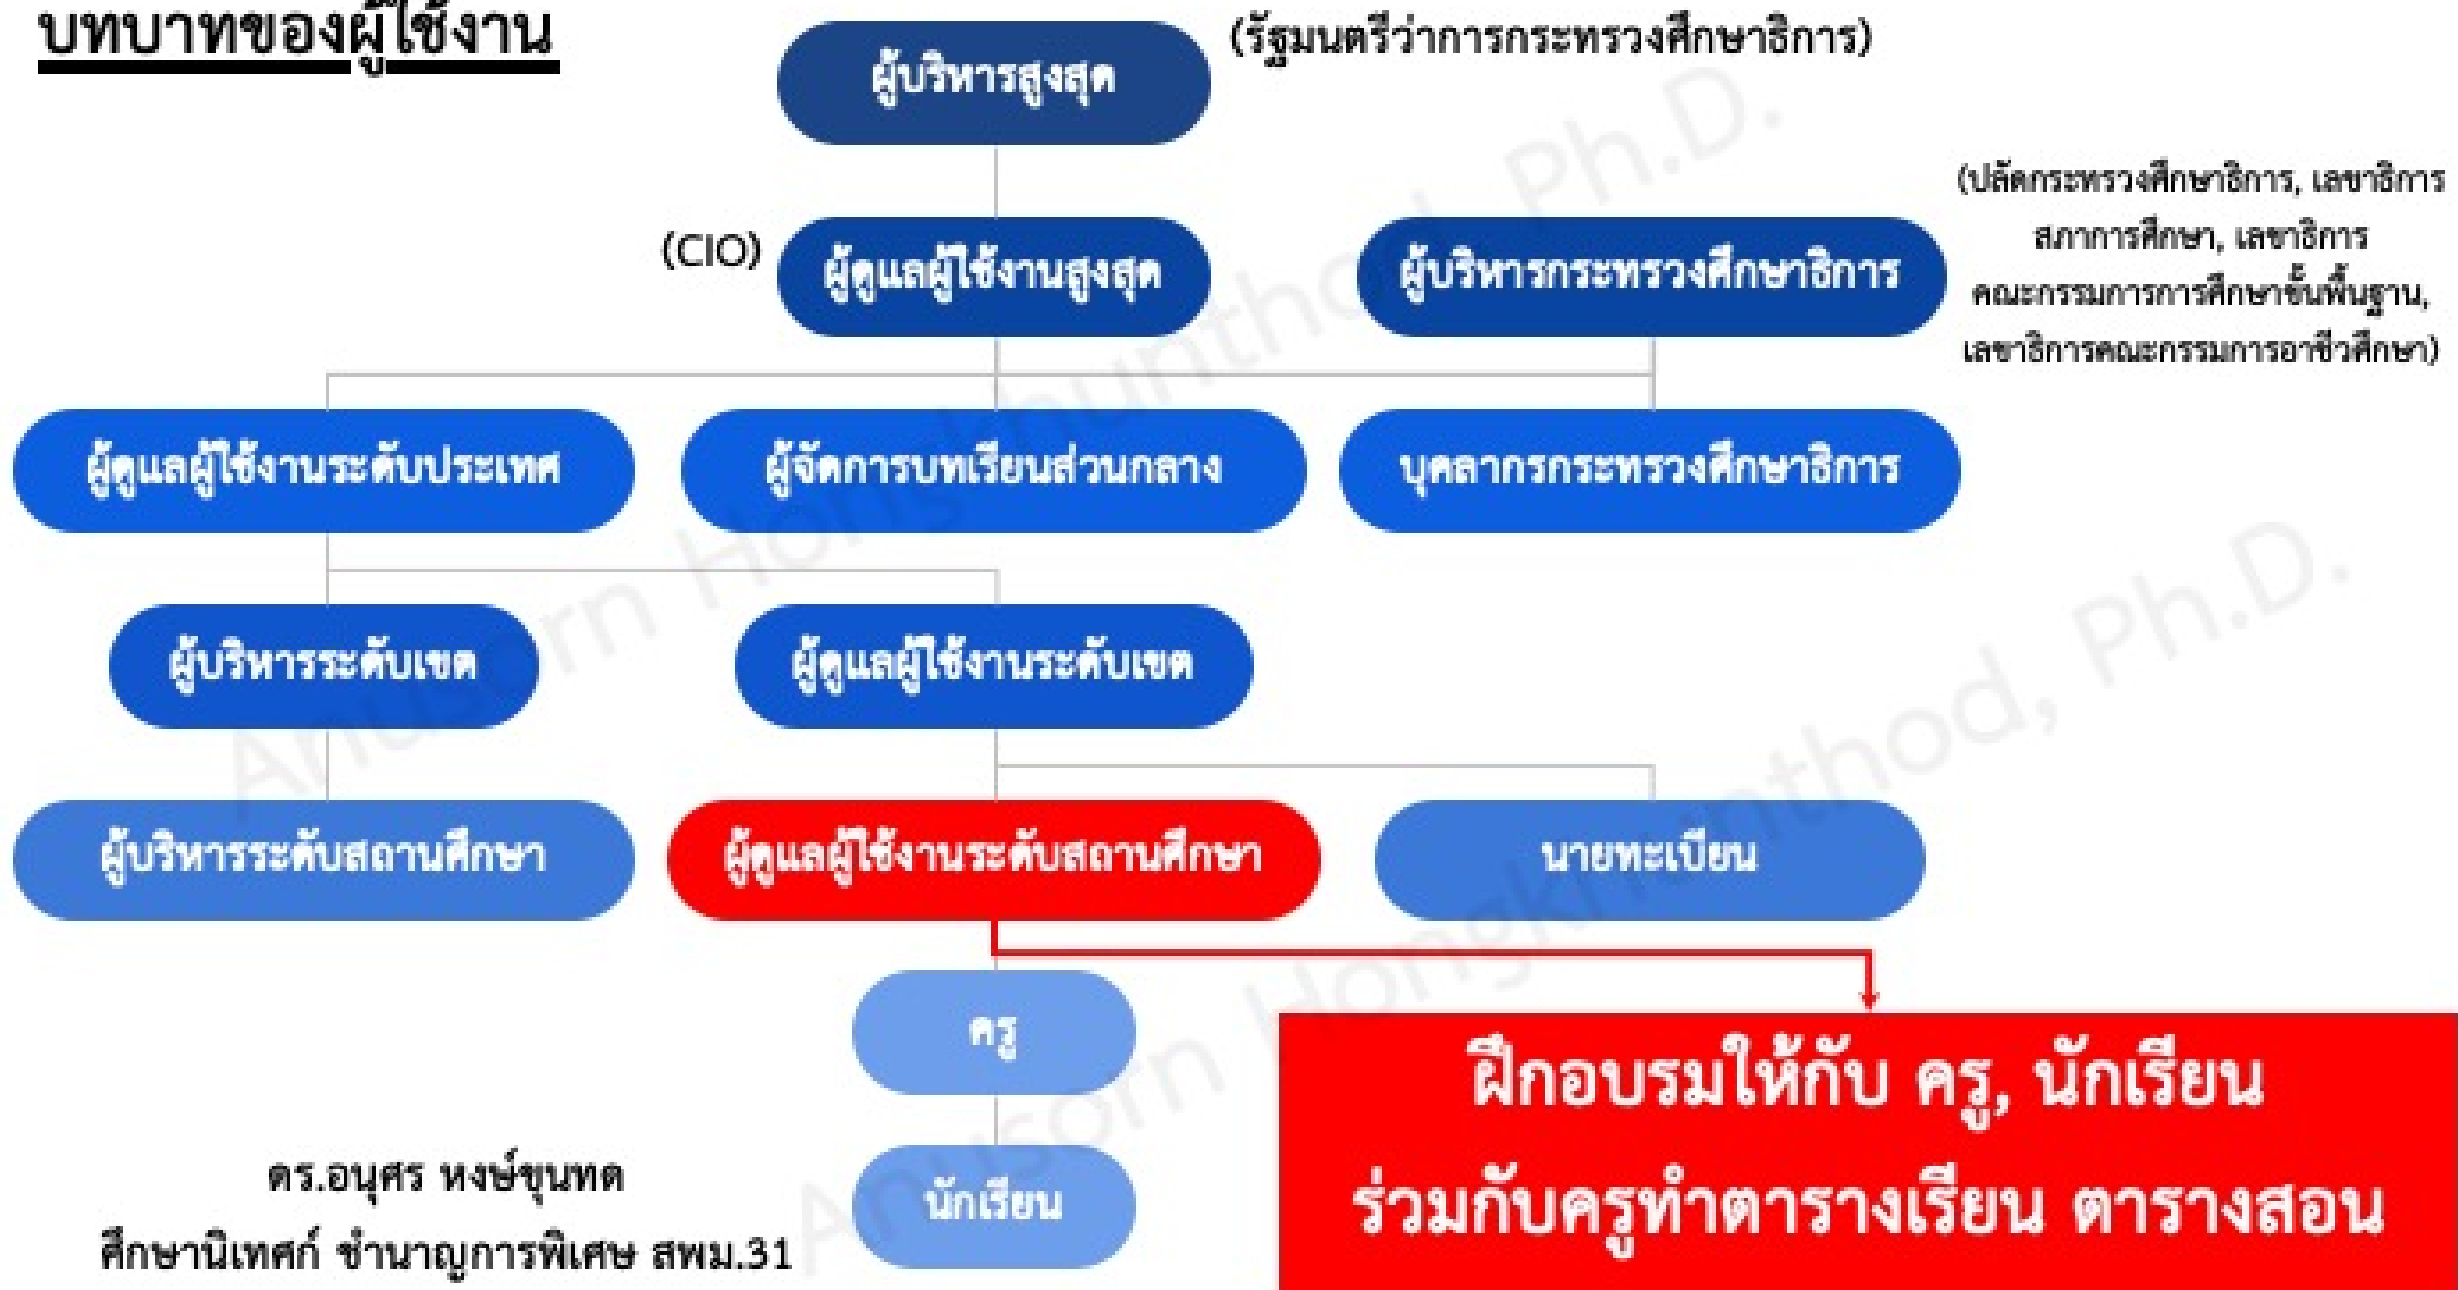 บทบาทของผู้ใช้งาน
(รัฐมนตรีว่าการกระทรวงศึกษาธิการ)
ผู้บริหารสูงสุด
(ปลัดกระทรวงศึกษาธิการ, เลขาธิการ
สภาการศึกษา, เลขาธิการ
คณะกรรมการการศึกษาขั้นพื้นฐาน,
เลขาธิการคณะกรรมการอาชีวศึกษา)
(CIO)
ผู้ดูแลผู้ใช้งานสูงสุด
ผู้บริหารกระทรวงศึกษาธิการ
ผู้ดูแลผู้ใช้งานระดับประเทศ
ผู้จัดการบทเรียนส่วนกลาง
บุคลากรกระทรวงศึกษาธิการ
ผู้บริหารระดับเขต
ผู้ดูแลผู้ใช้งานระดับเขต
ผู้บริหารระดับสถานศึกษา
ผู้ดูแลผู้ใช้งานระดับสถานศึกษา
นายทะเบียน
ครู
นักเรียน
ฝึกอบรมให้กับ ครู, นักเรียน
ร่วมกับครูทำตารางเรียน ตารางสอน
ดร.อนุศร หงษ์ขุนทด
ศึกษานิเทศก์ ชำนาญการพิเศษ สพม.31
Anusorn Hongkhunthod, Ph.D.
Anusorn Hongkhunthod, Ph.D.